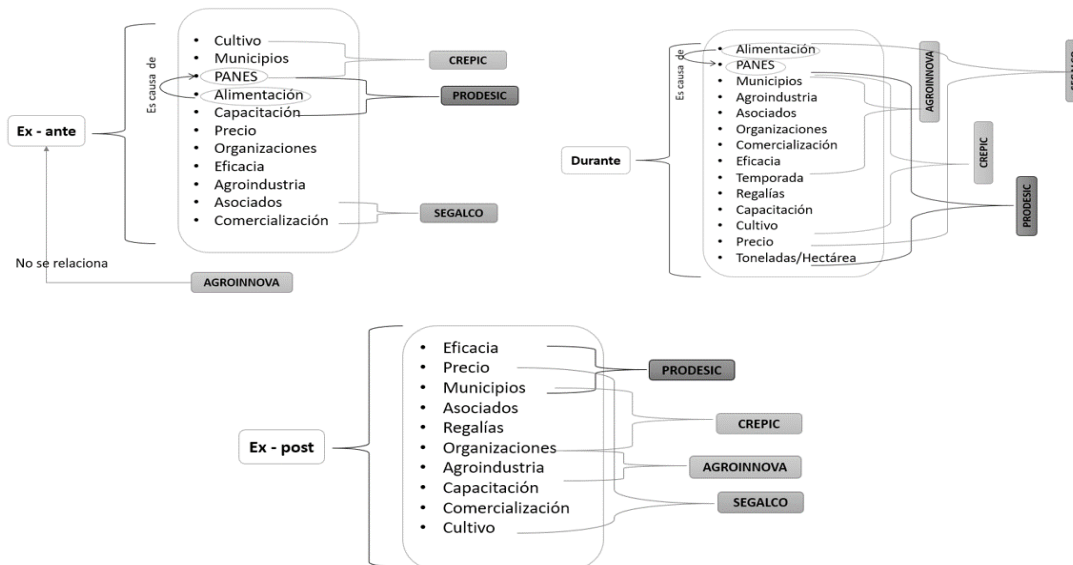 Ex - ante
Es causa de
• Cultivo
• Municipios
• PANES
• Alimentación
• Capacitación
• Precio
• Organizaciones
• Eficacia
• Agroindustria
• Asociados
• Comercialización
CREPIC
PRODESIC
SEGALCO
No se relaciona
AGROINNOVA
Durante
Es causa de
• Alimentación
• PANES
• Municipios
• Agroindustria
• Asociados
• Organizaciones
• Comercialización
• Eficacia
• Temporada
• Regalías
• Capacitación
• Cultivo
• Precio
• Toneladas/Hectárea
AGROINNOVA
CREPIC
PRODESIC
SEGALCO
Ex - post
• Eficacia
• Precio
• Municipios
• Asociados
• Regalías
• Organizaciones
• Agroindustria
• Capacitación
• Comercialización
• Cultivo
PRODESIC
CREPIC
AGROINNOVA
SEGALCO